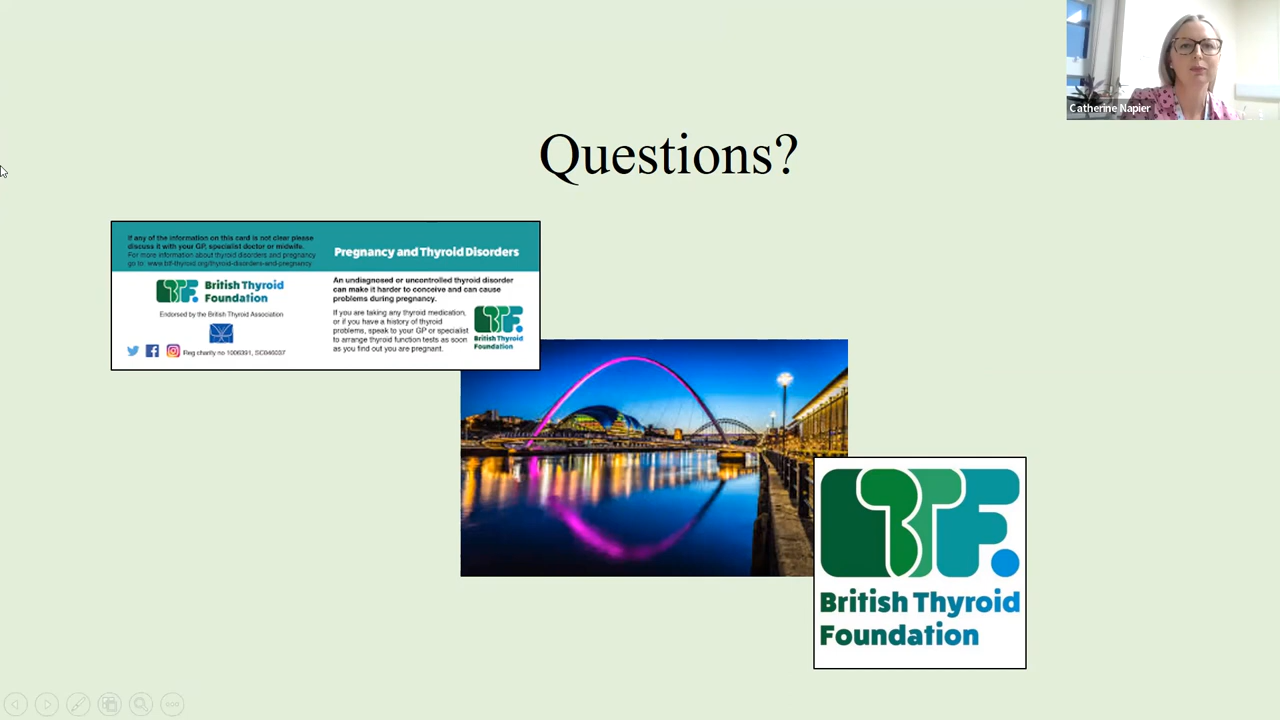 Catherine Napier
Questions?
If any of the information on this card is not clear please
discuss it with your GP, specialist doctor or midwife.
For more information about thyroid disorders and pregnancy
go to: www.btf-thyroid.org/thyroid-disorders-and-pregnancy
British Thyroid
Foundation
Endorsed by the British Thyroid Association
Reg charity no 1006391, SC046037
Pregnancy and Thyroid Disorders
An undiagnosed or uncontrolled thyroid disorder
can make it harder to conceive and can cause
problems during pregnancy.
If you are taking any thyroid medication,
or if you have a history of thyroid
problems, speak to your GP or specialist
to arrange thyroid function tests as soon
as you find out you are pregnant.
BTF.
British Thyroid
Foundation
BTF.
British Thyroid
Foundation